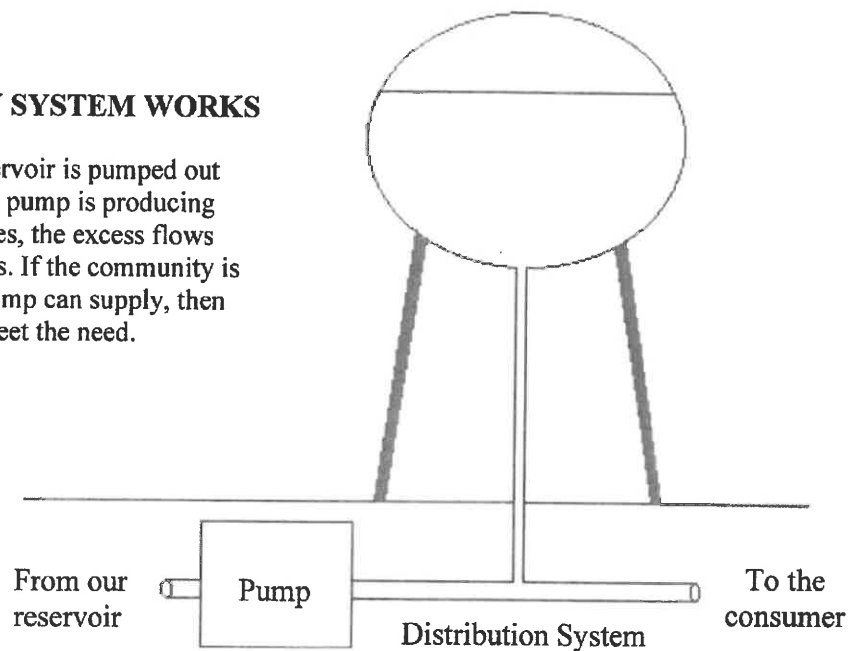 SYSTEM WORKS
ervoir is pumped out
pump is producing
es, the excess flows
s. If the community is
mp can supply, then
eet the need.
From our
reservoir
Pump
Distribution System
To the
consumer